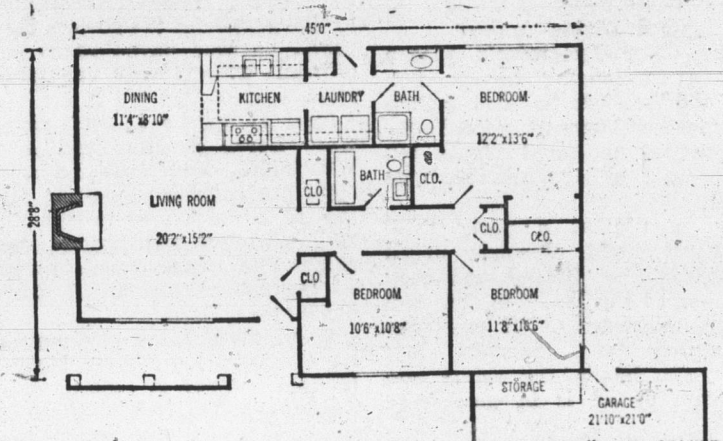 45'0"
DINING
11'4"x8'10"
KITCHEN
LAUNDRY
BATH
BEDROOM
12'2"x13'6"
28'8"
LIVING ROOM
20'2"x15'2"
CLO
BATH
CLO.
CLO.
CLO.
CLO
BEDROOM
10'6"x10'8"
BEDROOM
11'8"x10'6"
STORAGE
GARAGE
21'10"x21'0"